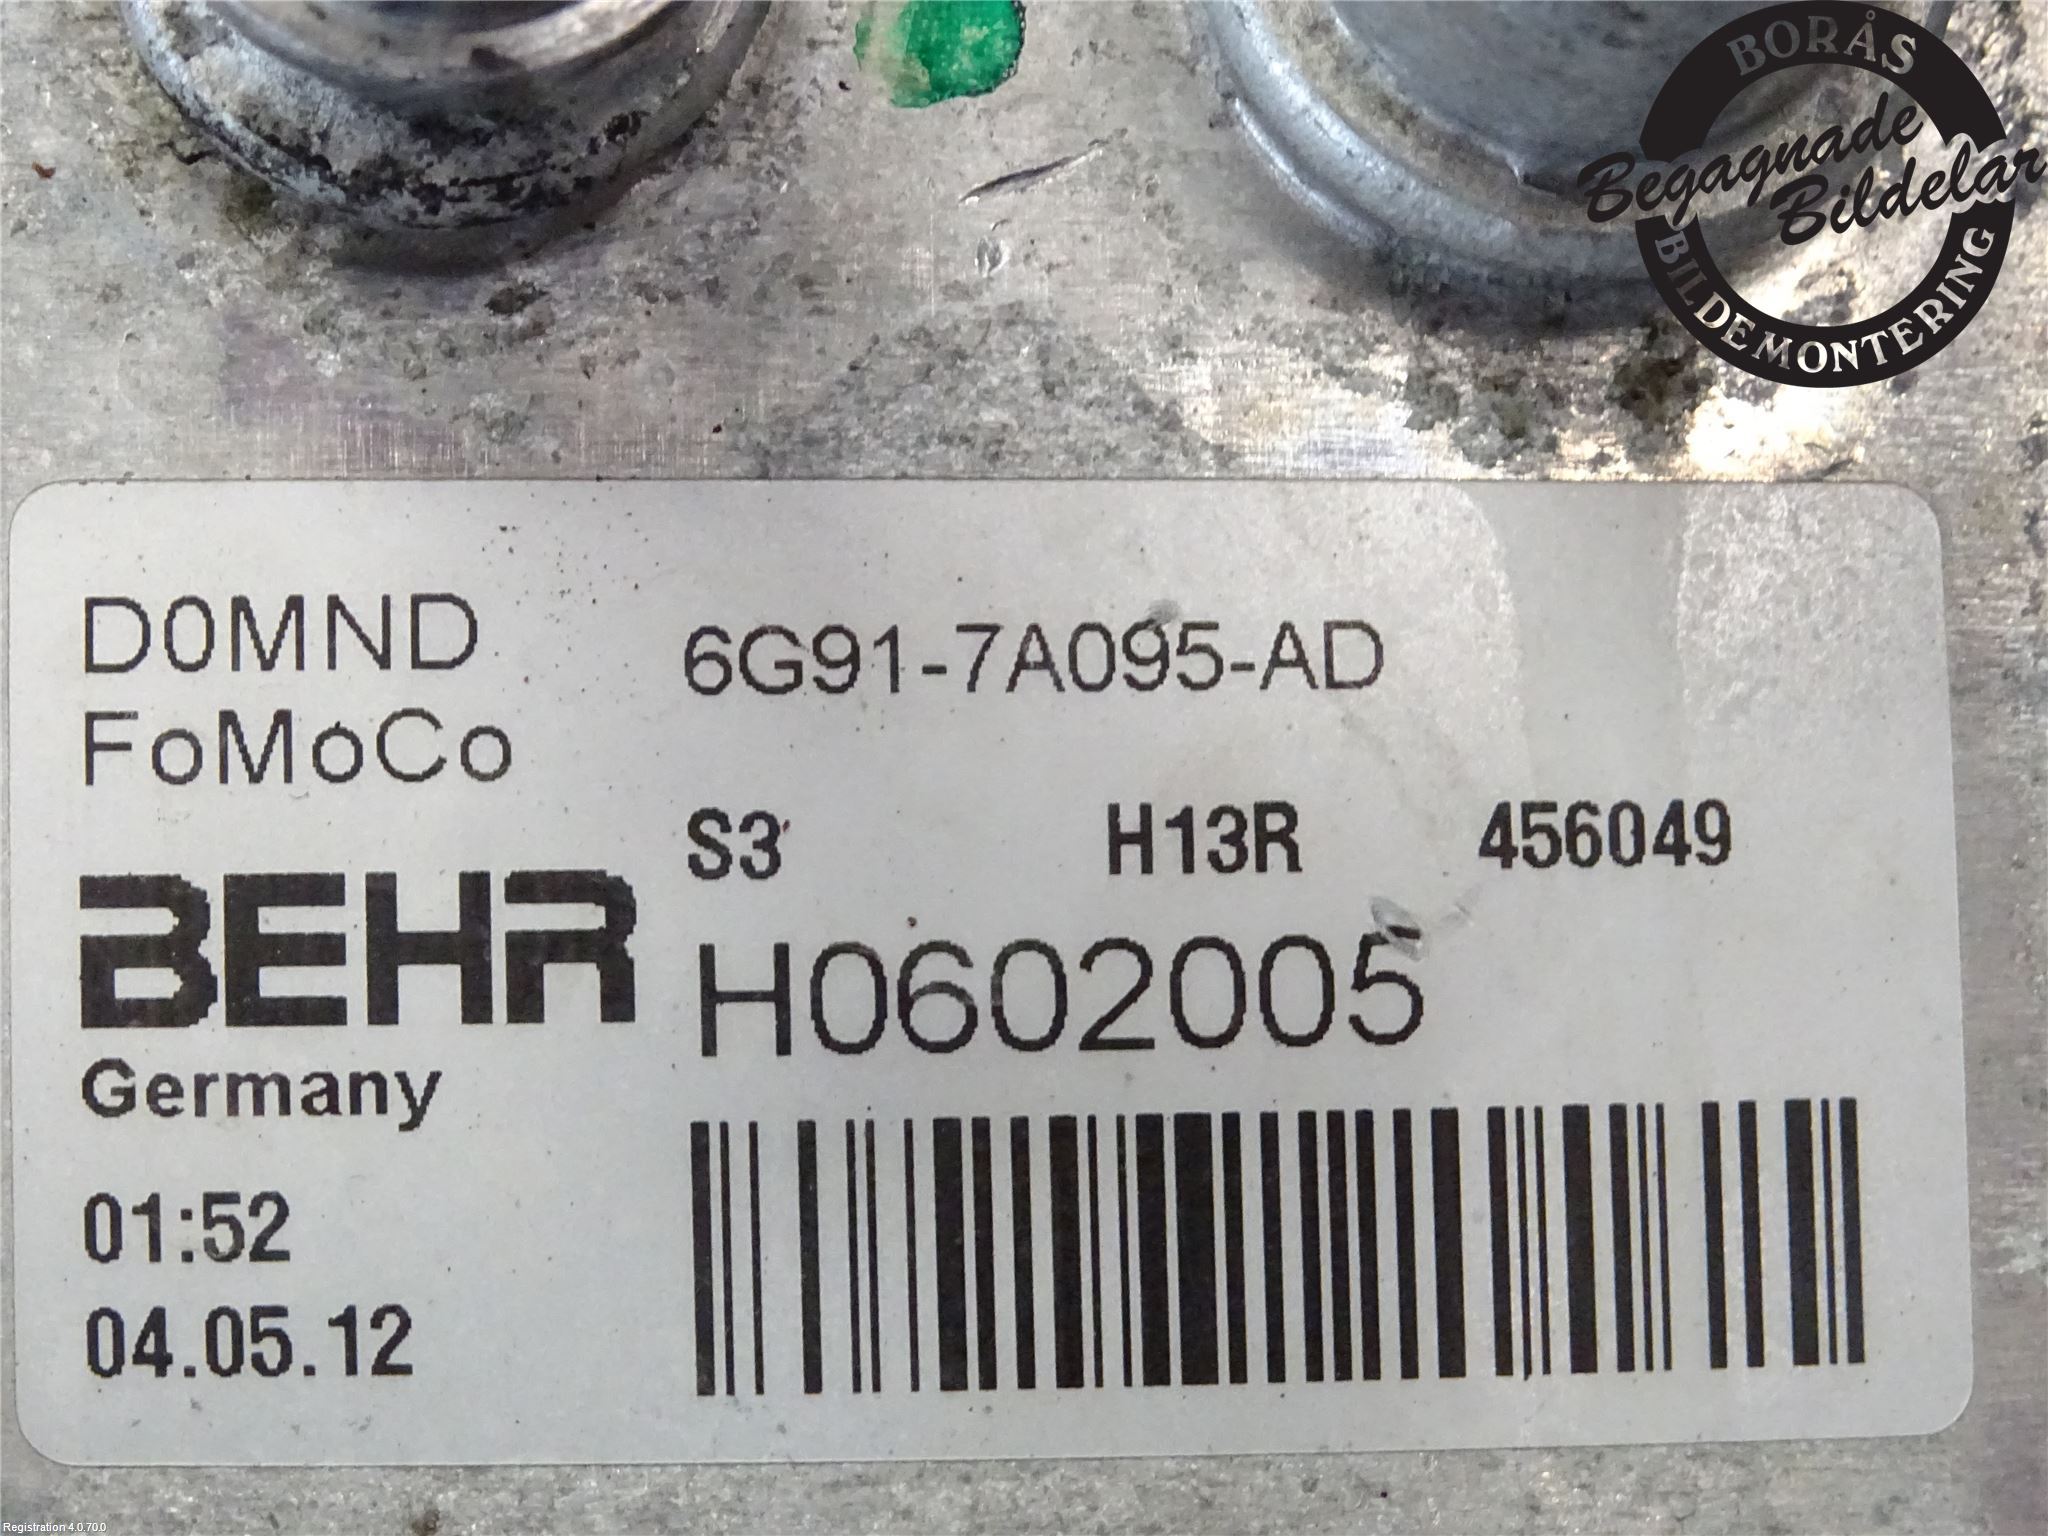 BORÅS
Begagnade
Bildelar
BILDEMONTERING
D0MND
6G91-7A095-AD
FoMoCo
S3 H13R 456049
BEHR
H0602005
Germany
01:52
04.05.12
Registration 4.0.70.0